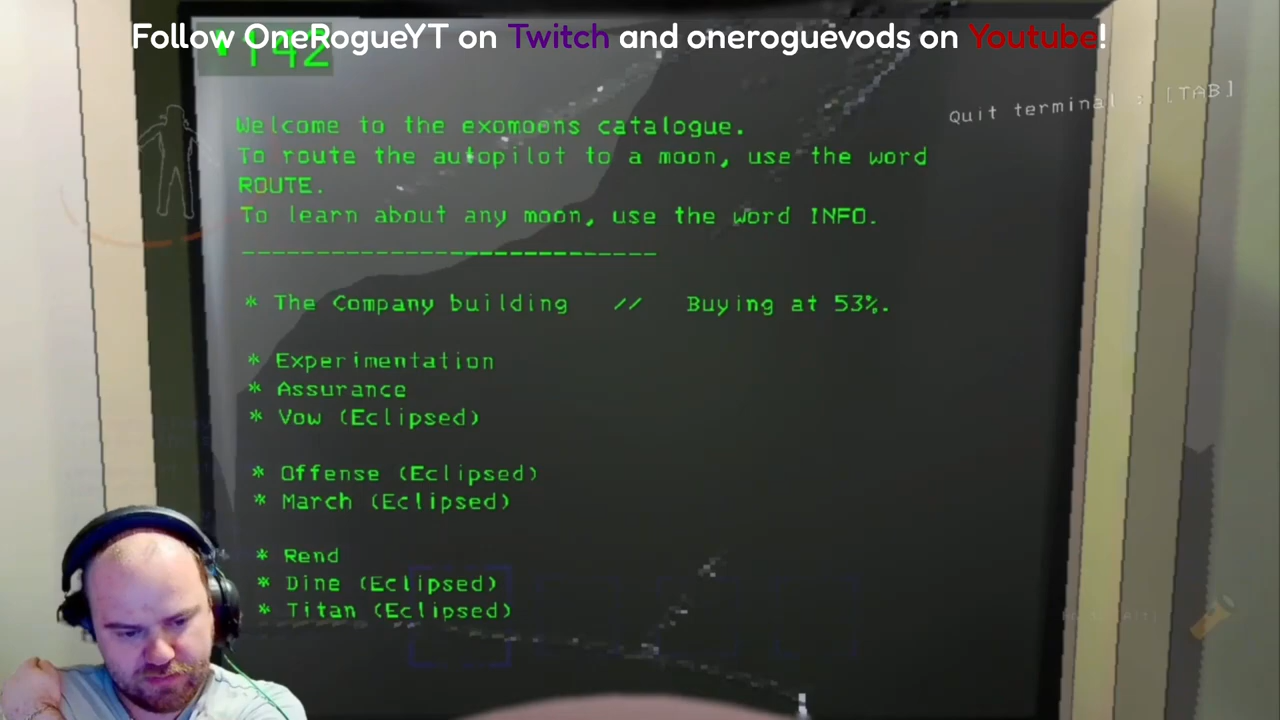 Follow OneRogueYT on Twitch and oneroguevods on Youtube!
142
Quit terminal : [TAB]
Welcome to the exomoons catalogue.
To route the autopilot to a moon, use the word
ROUTE.
To learn about any moon, use the word INFO.
----------------------------
* The Company building // Buying at 53%.
* Experimentation
* Assurance
* Vow (Eclipsed)
* Offense (Eclipsed)
* March (Eclipsed)
* Rend
* Dine (Eclipsed)
* Titan (Eclipsed)